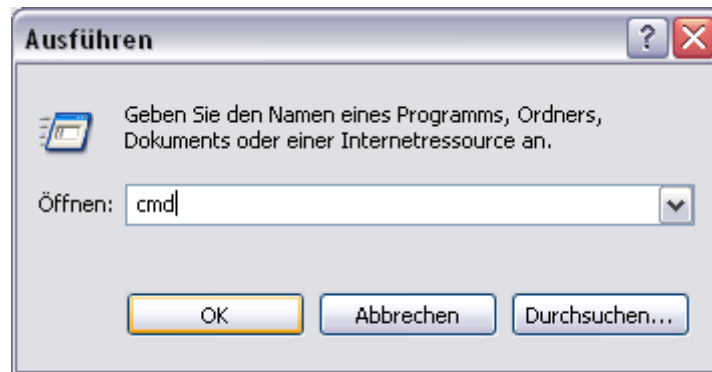 Ausführen
Geben Sie den Namen eines Programms, Ordners,
Dokuments oder einer Internetressource an.
Öffnen: cmd
OK Abbrechen Durchsuchen...